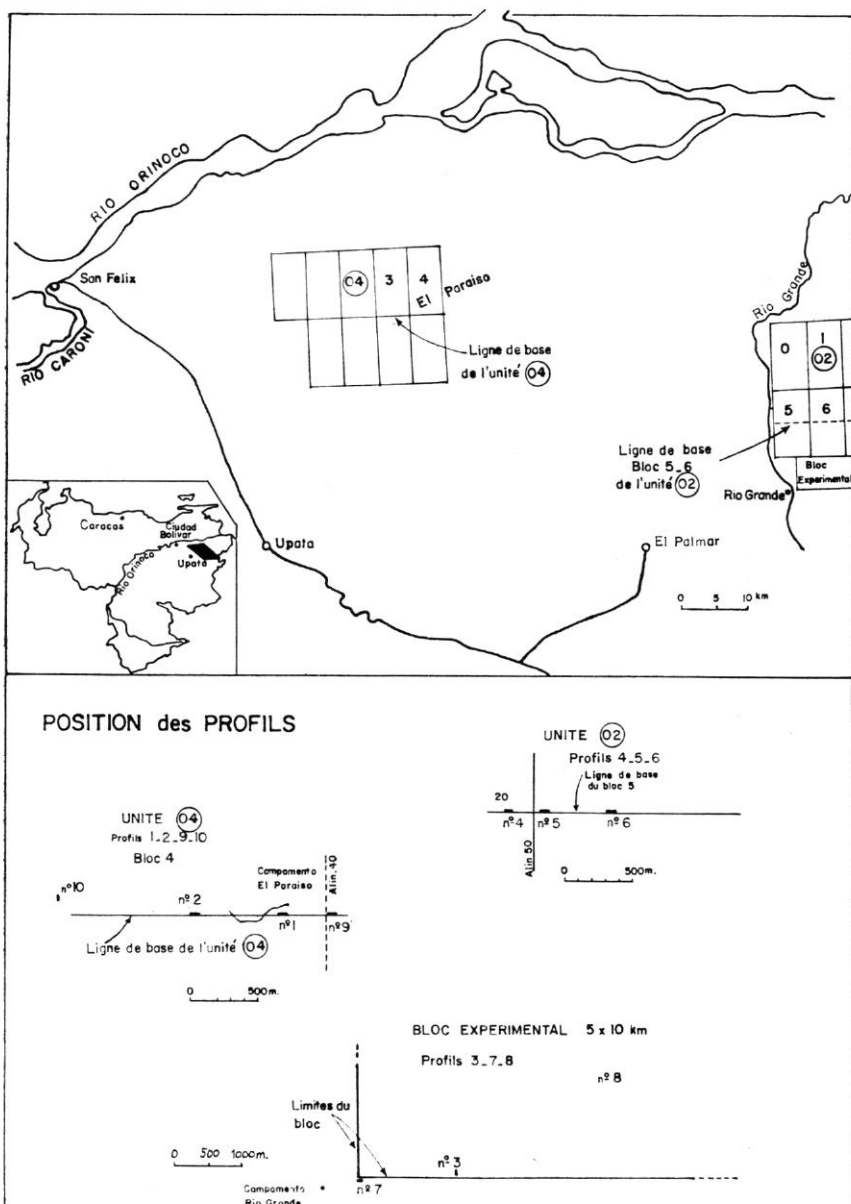 RIO ORINOCO
San Felix
RIO CARONI
04
3
4
El Paraiso
Ligne de base
de l'unité 04
Rio Grande
0
1
02
5
6
Ligne de base
Bloc 5_6
de l'unité 02
Bloc
Experimental
Rio Grande
Caracas
Ciudad
Bolivar
Upata
Rio Orinoco
Upata
El Palmar
0 5 10 km
POSITION des PROFILS
UNITE 02
Profils 4_5_6
Ligne de base
du bloc 5
20
nº4
nº5
nº6
Alin.50
0 500m.
UNITE 04
Profils 1_2_9_10
Bloc 4
Campamento
El Paraiso
Alin.40
nº10
nº2
nº1
nº9
Ligne de base de l'unité 04
0 500m.
BLOC EXPERIMENTAL 5 x 10 km
Profils 3_7_8
nº8
Limites du
bloc
0 500 1000m.
nº3
Campamento
Rio Grande
nº7